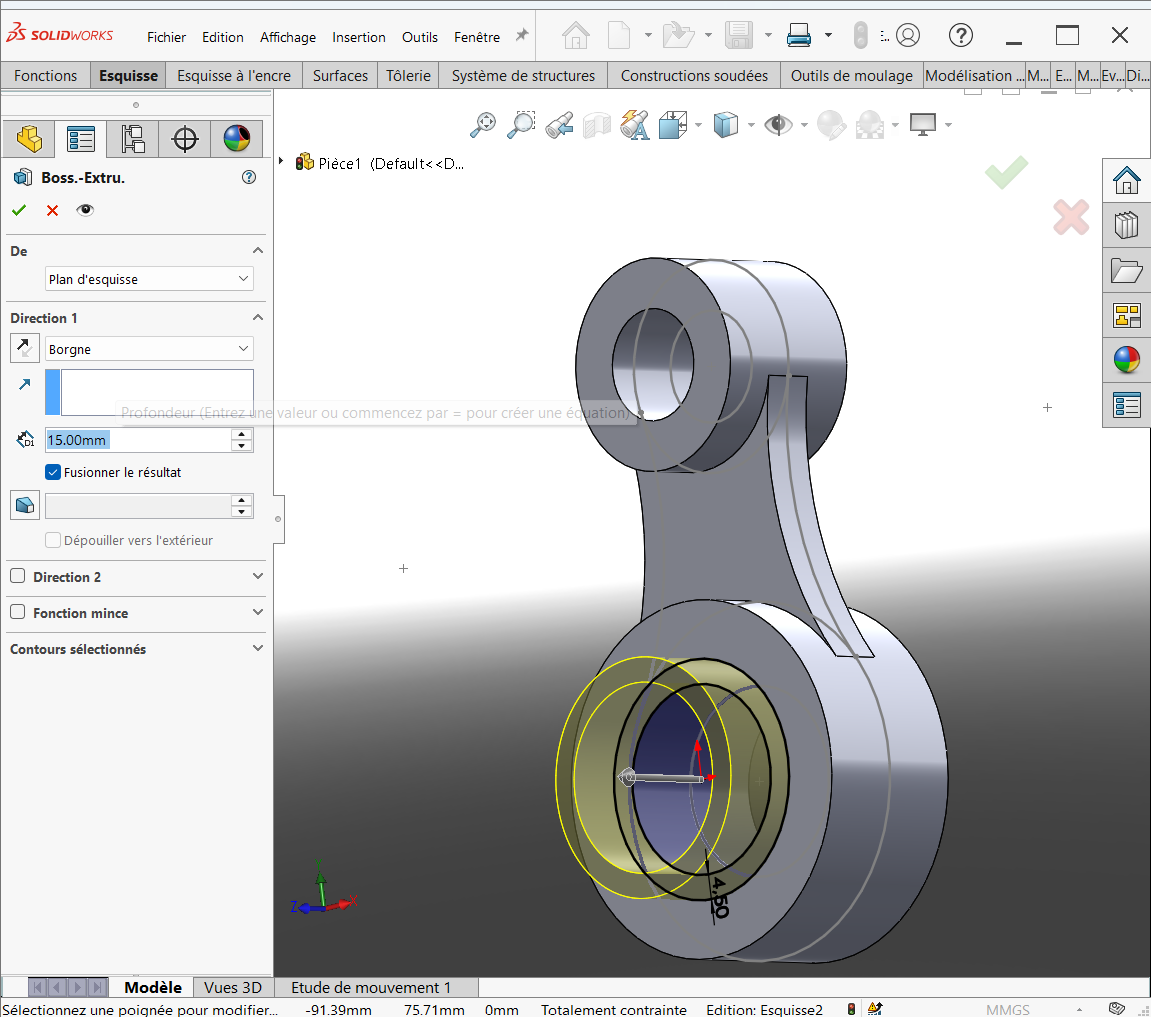 SOLIDWORKS Fichier Edition Affichage Insertion Outils Fenêtre
Fonctions Esquisse Esquisse à l'encre Surfaces Tôlerie Système de structures Constructions soudées Outils de moulage Modélisation ... M... E... M... Ev... Di...
Pièce1 (Default<<D...
Boss.-Extru.
De
Plan d'esquisse
Direction 1
Borgne
Profondeur (Entrez une valeur ou commencez par = pour créer une équation)
D1 15.00mm
Fusionner le résultat
Dépouiller vers l'extérieur
Direction 2
Fonction mince
Contours sélectionnés
4,50
Y
Z X
Modèle Vues 3D Etude de mouvement 1
Sélectionnez une poignée pour modifier... -91.39mm 75.71mm 0mm Totalement contrainte Edition: Esquisse2 MMGS